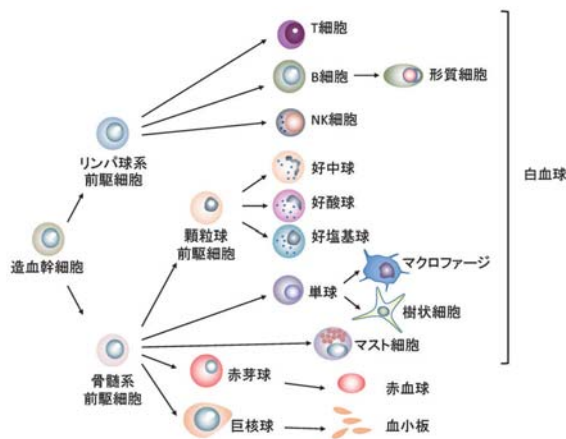 T細胞
B細胞
形質細胞
NK細胞
リンパ球系
前駆細胞
好中球
白血球
好酸球
顆粒球
前駆細胞
好塩基球
造血幹細胞
マクロファージ
単球
樹状細胞
マスト細胞
骨髄系
前駆細胞
赤芽球
赤血球
巨核球
血小板